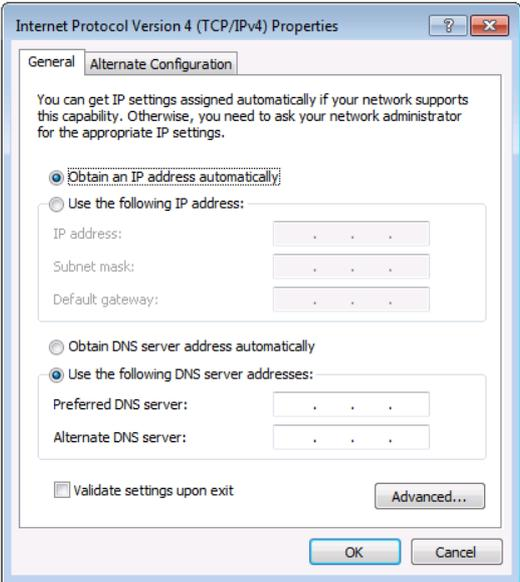 Internet Protocol Version 4 (TCP/IPv4) Properties
?
General
Alternate Configuration
You can get IP settings assigned automatically if your network supports
this capability. Otherwise, you need to ask your network administrator
for the appropriate IP settings.
Obtain an IP address automatically
Use the following IP address:
IP address:
. . .
Subnet mask:
. . .
Default gateway:
. . .
Obtain DNS server address automatically
Use the following DNS server addresses:
Preferred DNS server:
. . .
Alternate DNS server:
. . .
Validate settings upon exit
Advanced...
OK
Cancel